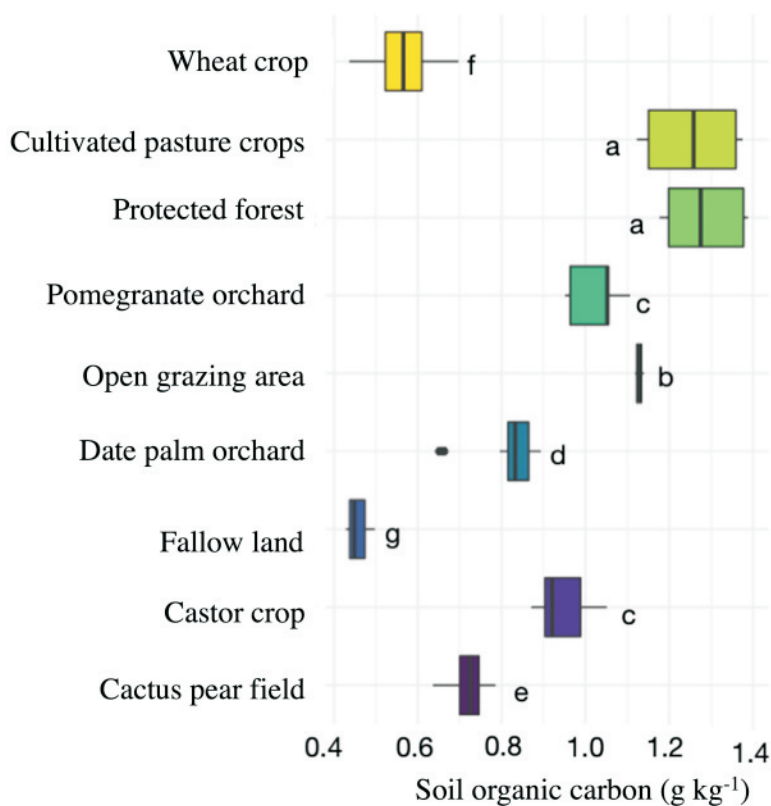 Wheat crop f
Cultivated pasture crops a
Protected forest a
Pomegranate orchard c
Open grazing area b
Date palm orchard d
Fallow land g
Castor crop c
Cactus pear field e
0.4 0.6 0.8 1.0 1.2 1.4
Soil organic carbon (g kg⁻¹)